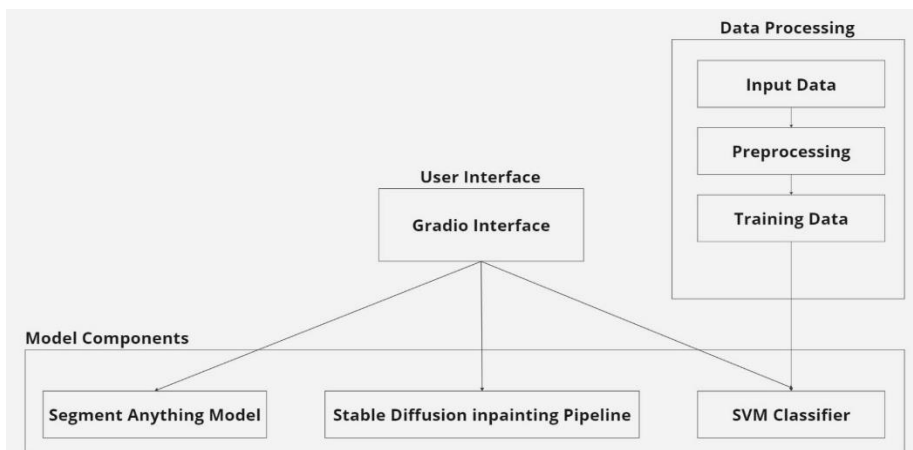 Data Processing
Input Data
Preprocessing
Training Data
User Interface
Gradio Interface
Model Components
Segment Anything Model
Stable Diffusion inpainting Pipeline
SVM Classifier